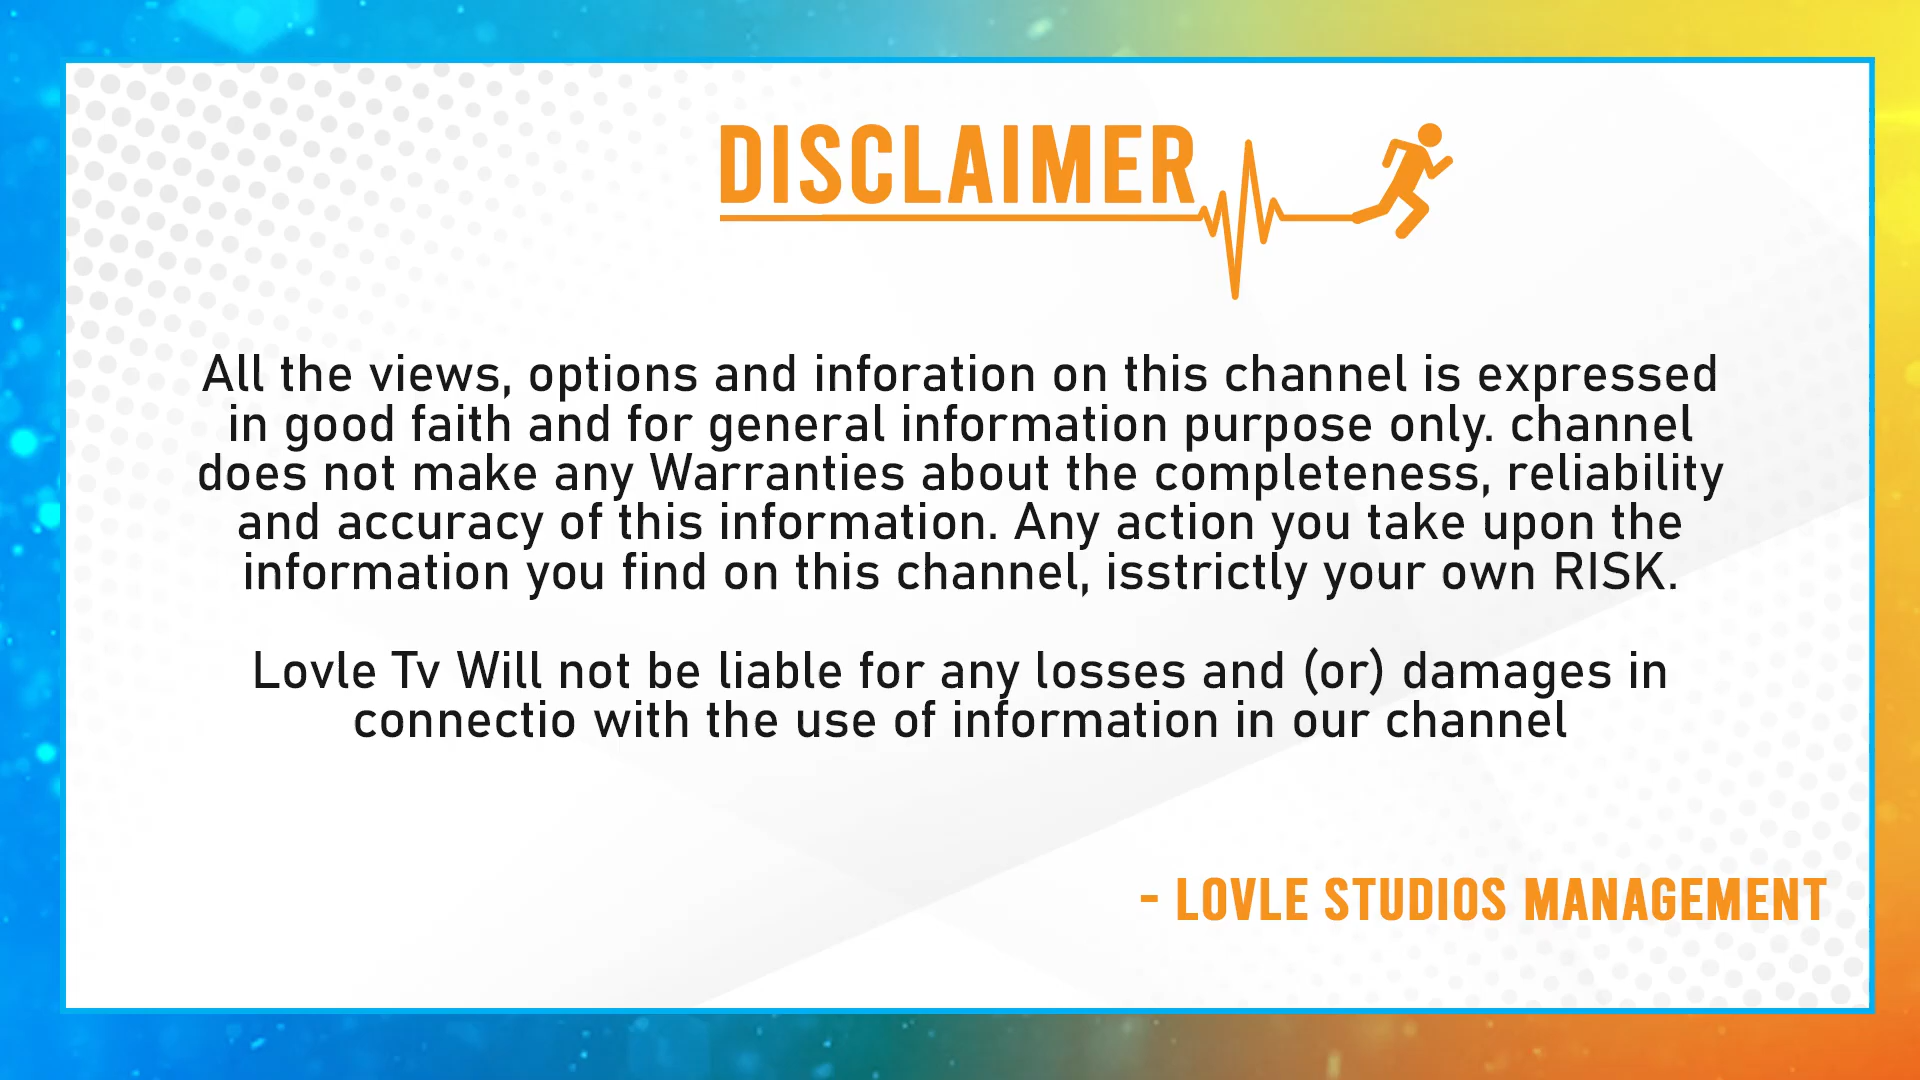 DISCLAIMER
All the views, options and inforation on this channel is expressed
in good faith and for general information purpose only. channel
does not make any Warranties about the completeness, reliability
and accuracy of this information. Any action you take upon the
information you find on this channel, isstrictly your own RISK.
Lovle Tv Will not be liable for any losses and (or) damages in
connectio with the use of information in our channel
- LOVLE STUDIOS MANAGEMENT